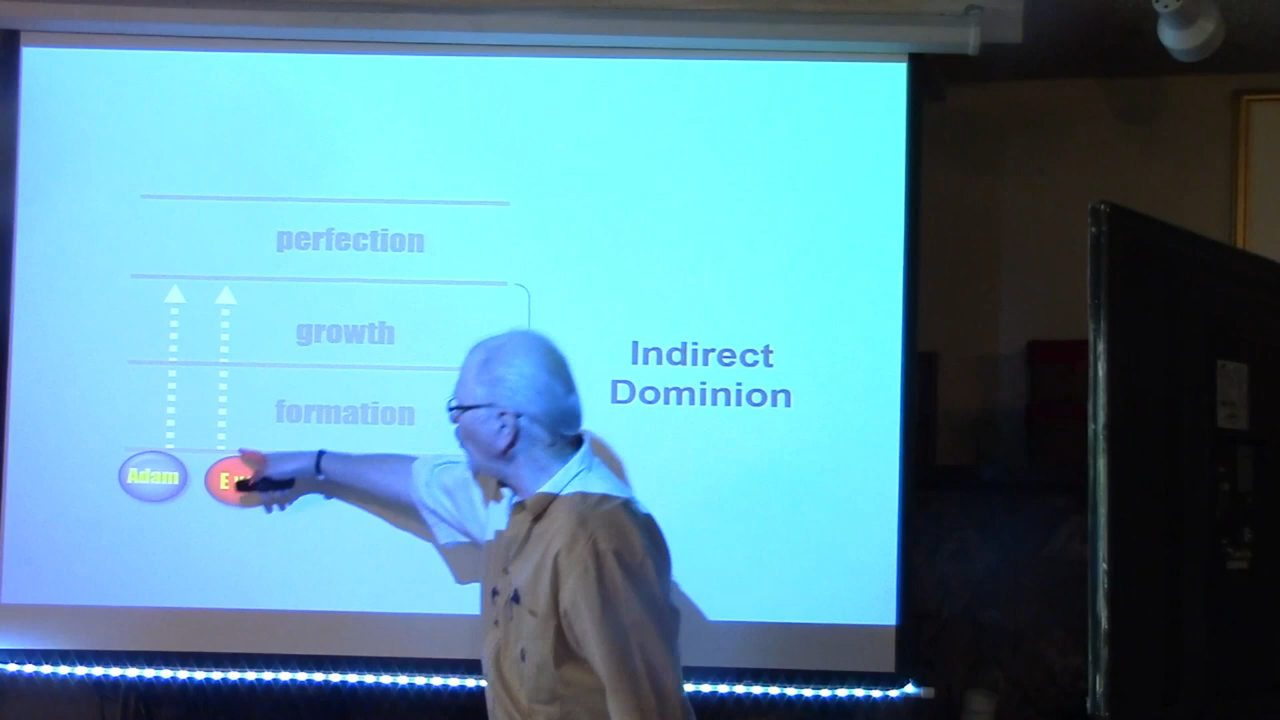 perfection
growth
formation
Indirect
Dominion
Adam